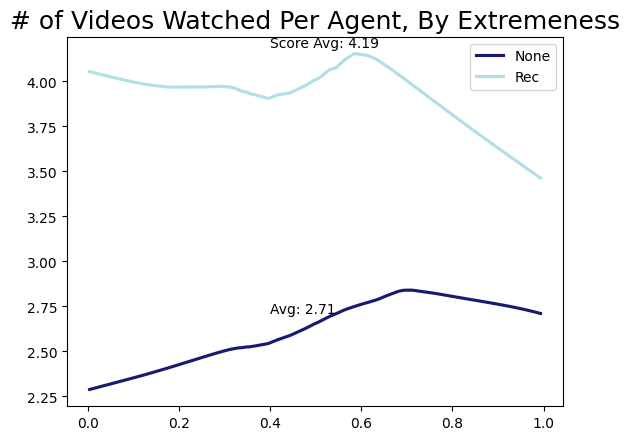 # of Videos Watched Per Agent, By Extremeness
Score Avg: 4.19
None
Rec
4.00
3.75
3.50
3.25
3.00
2.75
Avg: 2.71
2.50
2.25
0.0 0.2 0.4 0.6 0.8 1.0